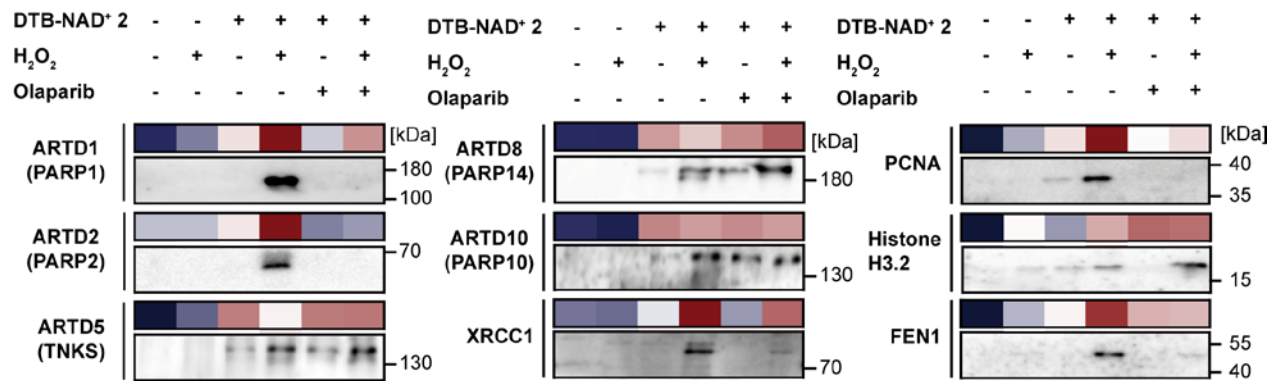 DTB-NAD⁺ 2 - - + + + +
H₂O₂ - + - + - +
Olaparib - - - - + +
[kDa]
ARTD1
(PARP1)
180
100
ARTD2
(PARP2)
70
ARTD5
(TNKS)
130
DTB-NAD⁺ 2 - - + + + +
H₂O₂ - + - + - +
Olaparib - - - - + +
[kDa]
ARTD8
(PARP14)
180
ARTD10
(PARP10)
130
XRCC1
70
DTB-NAD⁺ 2 - - + + + +
H₂O₂ - + - + - +
Olaparib - - - - + +
[kDa]
PCNA
40
35
Histone
H3.2
15
FEN1
55
40